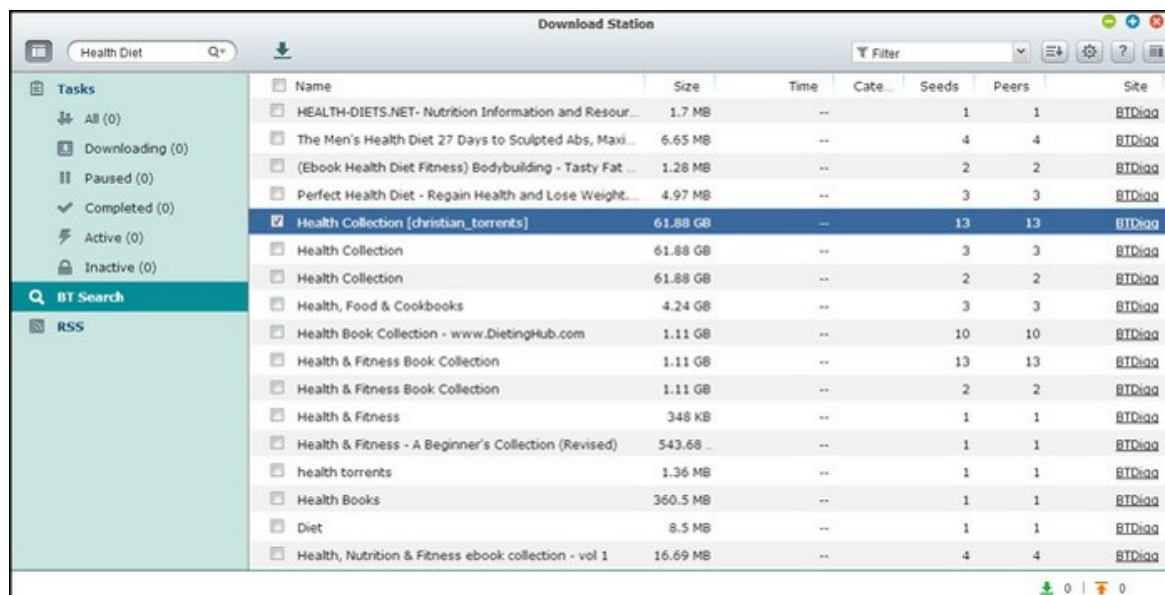 Download Station
Health Diet
Filter
?
Tasks
All (0)
Downloading (0)
Paused (0)
Completed (0)
Active (0)
Inactive (0)
BT Search
RSS
Name Size Time Cate... Seeds Peers Site
HEALTH-DIETS.NET- Nutrition Information and Resour... 1.7 MB -- 1 1 BTDigg
The Men's Health Diet 27 Days to Sculpted Abs, Maxi... 6.65 MB -- 4 4 BTDigg
(Ebook Health Diet Fitness) Bodybuilding - Tasty Fat ... 1.28 MB -- 2 2 BTDigg
Perfect Health Diet - Regain Health and Lose Weight.... 4.97 MB -- 3 3 BTDigg
Health Collection [christian_torrents] 61.88 GB -- 13 13 BTDigg
Health Collection 61.88 GB -- 3 3 BTDigg
Health Collection 61.88 GB -- 2 2 BTDigg
Health, Food & Cookbooks 4.24 GB -- 3 3 BTDigg
Health Book Collection - www.DietingHub.com 1.11 GB -- 10 10 BTDigg
Health & Fitness Book Collection 1.11 GB -- 13 13 BTDigg
Health & Fitness Book Collection 1.11 GB -- 2 2 BTDigg
Health & Fitness 348 KB -- 1 1 BTDigg
Health & Fitness - A Beginner's Collection (Revised) 543.68 ... -- 1 1 BTDigg
health torrents 1.36 MB -- 1 1 BTDigg
Health Books 360.5 MB -- 1 1 BTDigg
Diet 8.5 MB -- 1 1 BTDigg
Health, Nutrition & Fitness ebook collection - vol 1 16.69 MB -- 4 4 BTDigg
0 | 0